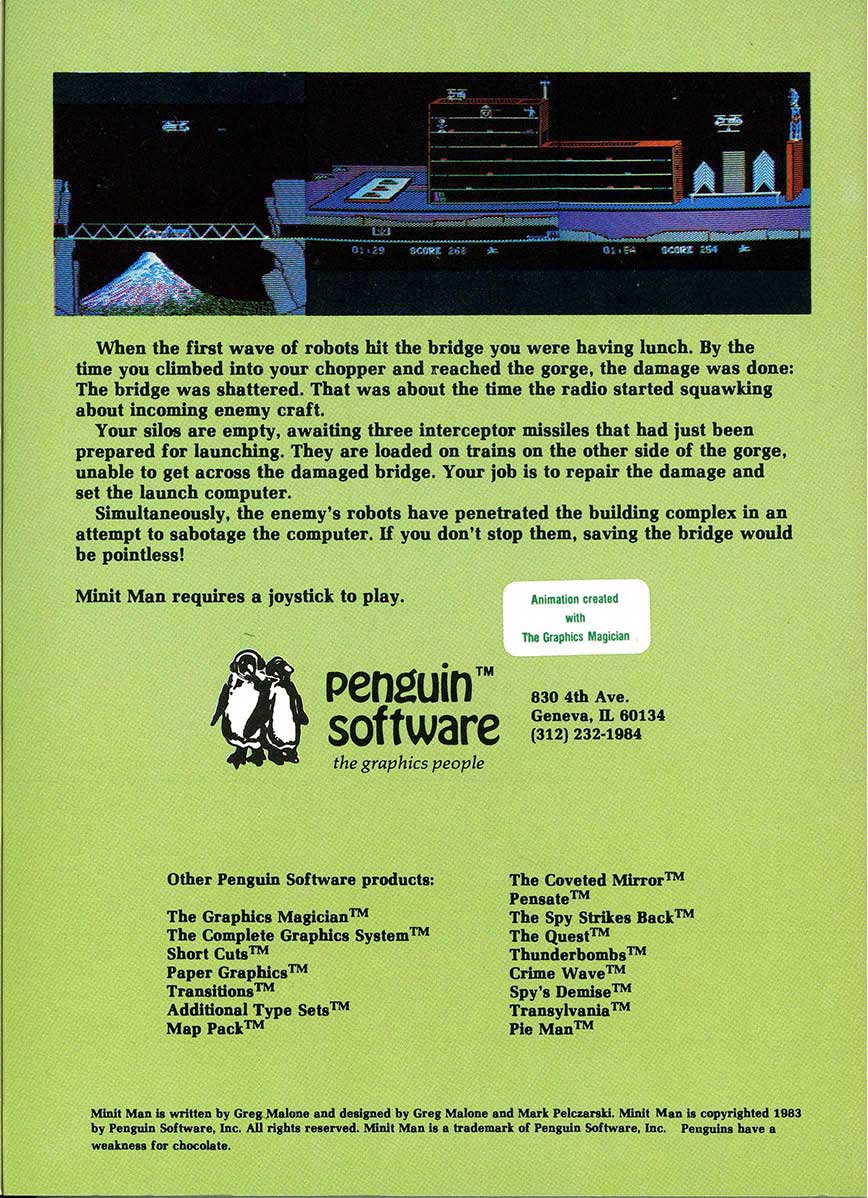 01:29 SCORE 268
01:54 SCORE 254
When the first wave of robots hit the bridge you were having lunch. By the
time you climbed into your chopper and reached the gorge, the damage was done:
The bridge was shattered. That was about the time the radio started squawking
about incoming enemy craft.
Your silos are empty, awaiting three interceptor missiles that had just been
prepared for launching. They are loaded on trains on the other side of the gorge,
unable to get across the damaged bridge. Your job is to repair the damage and
set the launch computer.
Simultaneously, the enemy's robots have penetrated the building complex in an
attempt to sabotage the computer. If you don't stop them, saving the bridge would
be pointless!
Minit Man requires a joystick to play.
Animation created
with
The Graphics Magician
penguin™
software
the graphics people
830 4th Ave.
Geneva, IL 60134
(312) 232-1984
Other Penguin Software products:
The Graphics Magician™
The Complete Graphics System™
Short Cuts™
Paper Graphics™
Transitions™
Additional Type Sets™
Map Pack™
The Coveted Mirror™
Pensate™
The Spy Strikes Back™
The Quest™
Thunderbombs™
Crime Wave™
Spy's Demise™
Transylvania™
Pie Man™
Minit Man is written by Greg Malone and designed by Greg Malone and Mark Pelczarski. Minit Man is copyrighted 1983
by Penguin Software, Inc. All rights reserved. Minit Man is a trademark of Penguin Software, Inc. Penguins have a
weakness for chocolate.